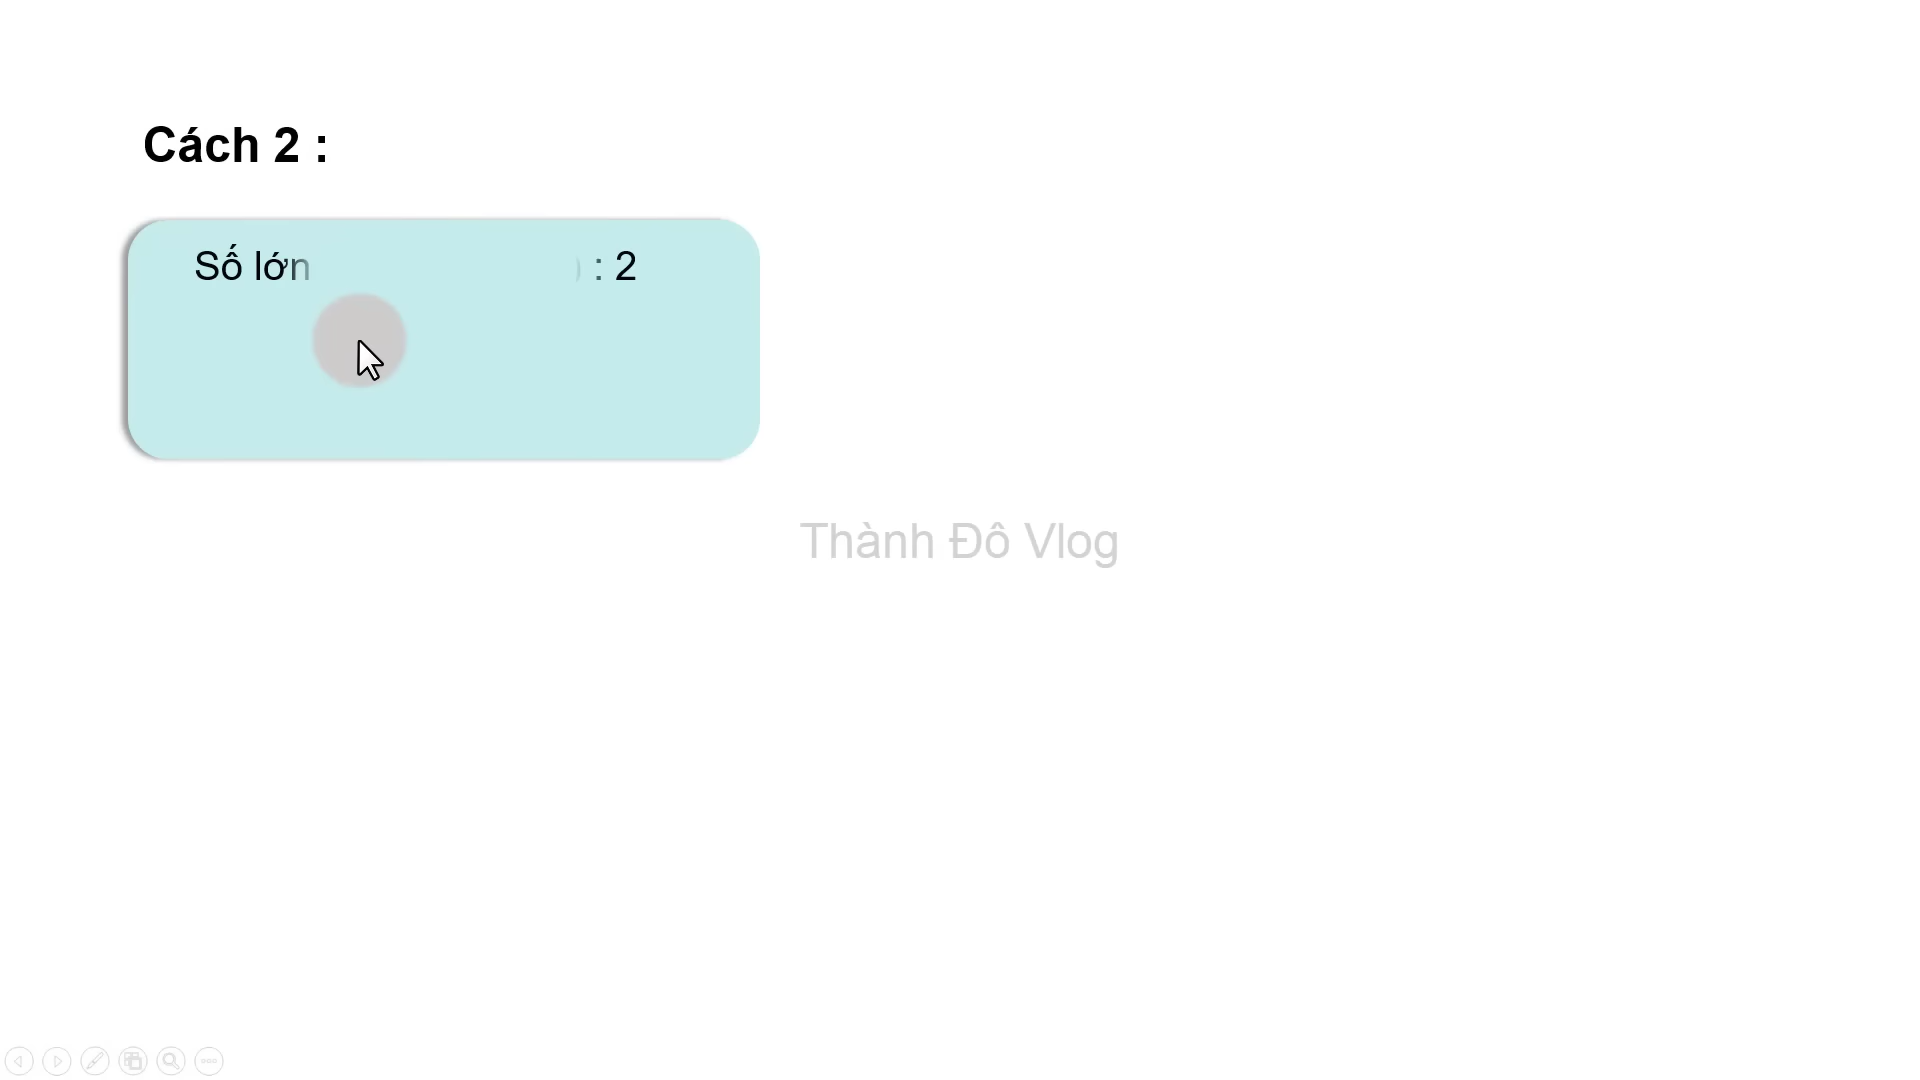 Cách 2 :
Số lớn ) : 2
Thành Đô Vlog